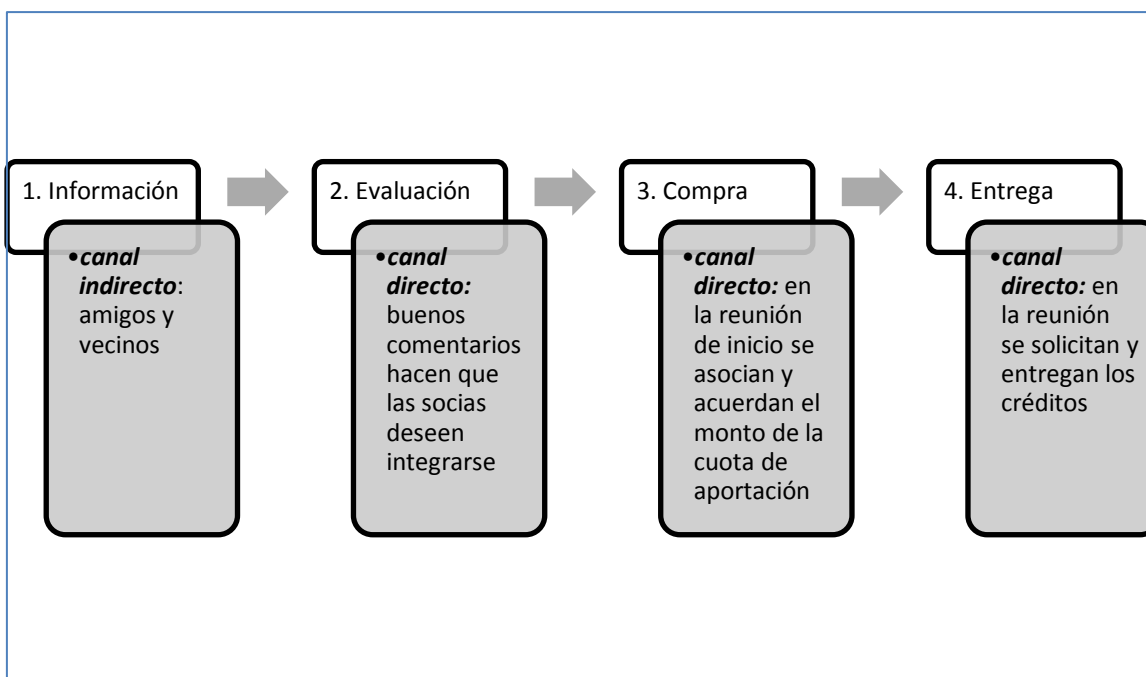 1. Información
•canal
indirecto:
amigos y
vecinos
2. Evaluación
•canal
directo:
buenos
comentarios
hacen que
las socias
deseen
integrarse
3. Compra
•canal
directo: en
la reunión
de inicio se
asocian y
acuerdan el
monto de la
cuota de
aportación
4. Entrega
•canal
directo: en
la reunión
se solicitan y
entregan los
créditos